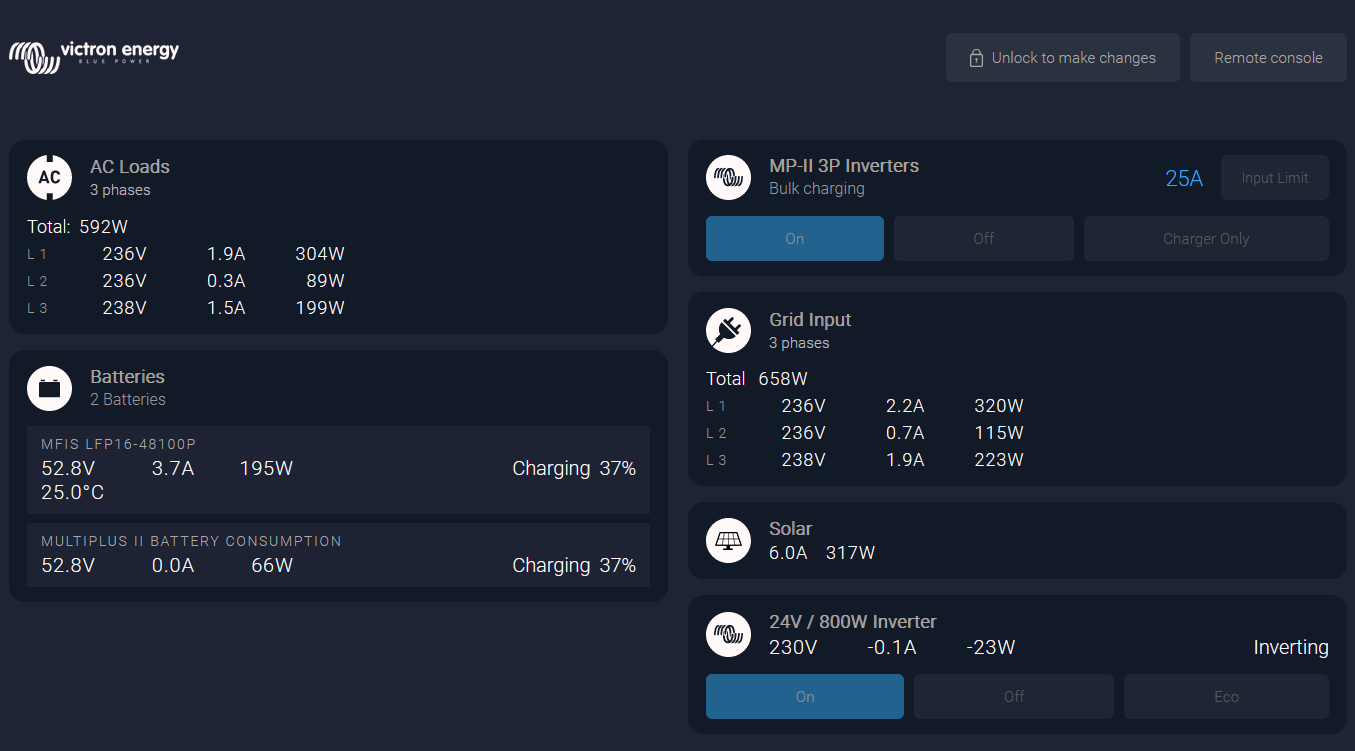 victron energy
BLUE POWER
Unlock to make changes
Remote console
AC
AC Loads
3 phases
Total: 592W
L 1 236V 1.9A 304W
L 2 236V 0.3A 89W
L 3 238V 1.5A 199W
Batteries
2 Batteries
MFIS LFP16-48100P
52.8V 3.7A 195W Charging 37%
25.0°C
MULTIPLUS II BATTERY CONSUMPTION
52.8V 0.0A 66W Charging 37%
MP-II 3P Inverters
Bulk charging
25A Input Limit
On Off Charger Only
Grid Input
3 phases
Total 658W
L 1 236V 2.2A 320W
L 2 236V 0.7A 115W
L 3 238V 1.9A 223W
Solar
6.0A 317W
24V / 800W Inverter
230V -0.1A -23W Inverting
On Off Eco